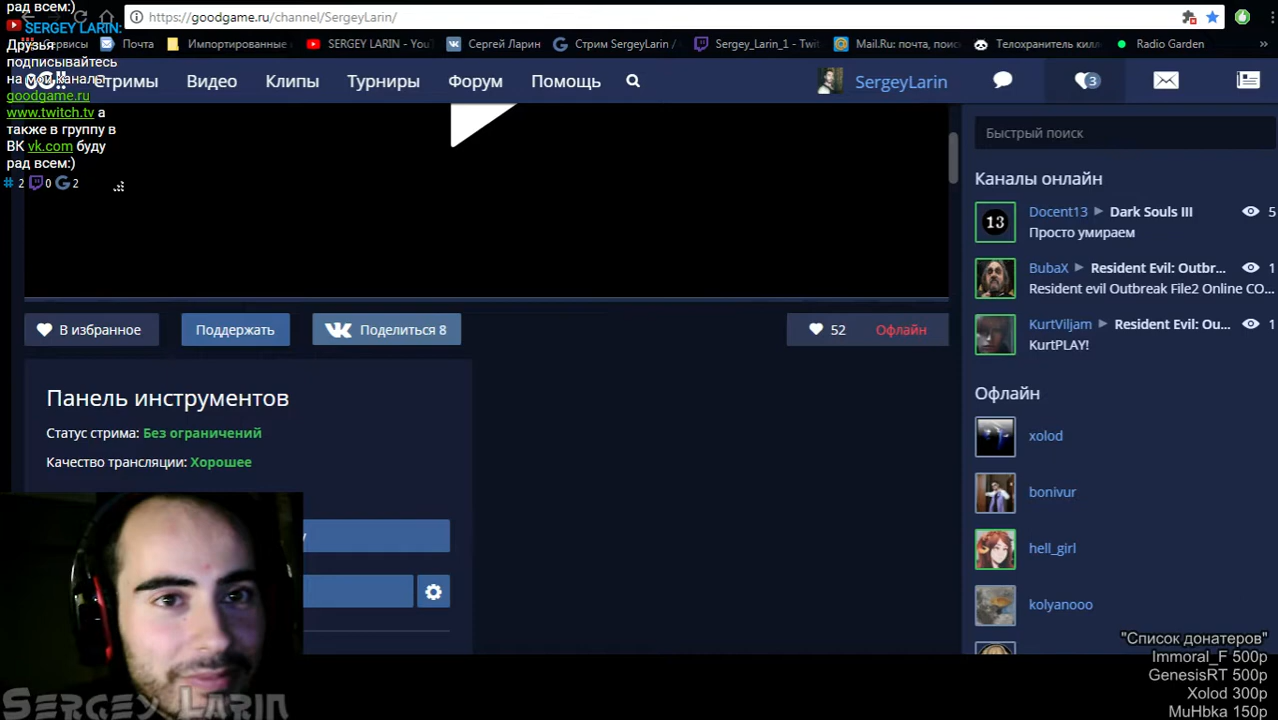 рад всем:)
SERGEY LARIN:
Друзья
подписывайтесь
на мои каналы
goodgame.ru
www.twitch.tv а
также в группу в
ВК vk.com буду
рад всем:)
2 0 2
https://goodgame.ru/channel/SergeyLarin/
Сервисы Почта Импортированные SERGEY LARIN - You Сергей Ларин Стрим SergeyLarin / Sergey_Larin_1 - Twit Mail.Ru: почта, поис Телохранитель килл Radio Garden »
Стримы Видео Клипы Турниры Форум Помощь SergeyLarin 3
Быстрый поиск
Каналы онлайн
Docent13 Dark Souls III 5
13
Просто умираем
BubaX Resident Evil: Outbr... 1
Resident evil Outbreak File2 Online CO...
KurtViljam Resident Evil: Ou... 1
KurtPLAY!
В избранное Поддержать Поделиться 8 52 Офлайн
Офлайн
xolod
bonivur
hell_girl
kolyanooo
Панель инструментов
Статус стрима: Без ограничений
Качество трансляции: Хорошее
"Список донатеров"
Immoral_F 500р
GenesisRT 500р
Xolod 300р
MuHbka 150р
SERGEY LARIN